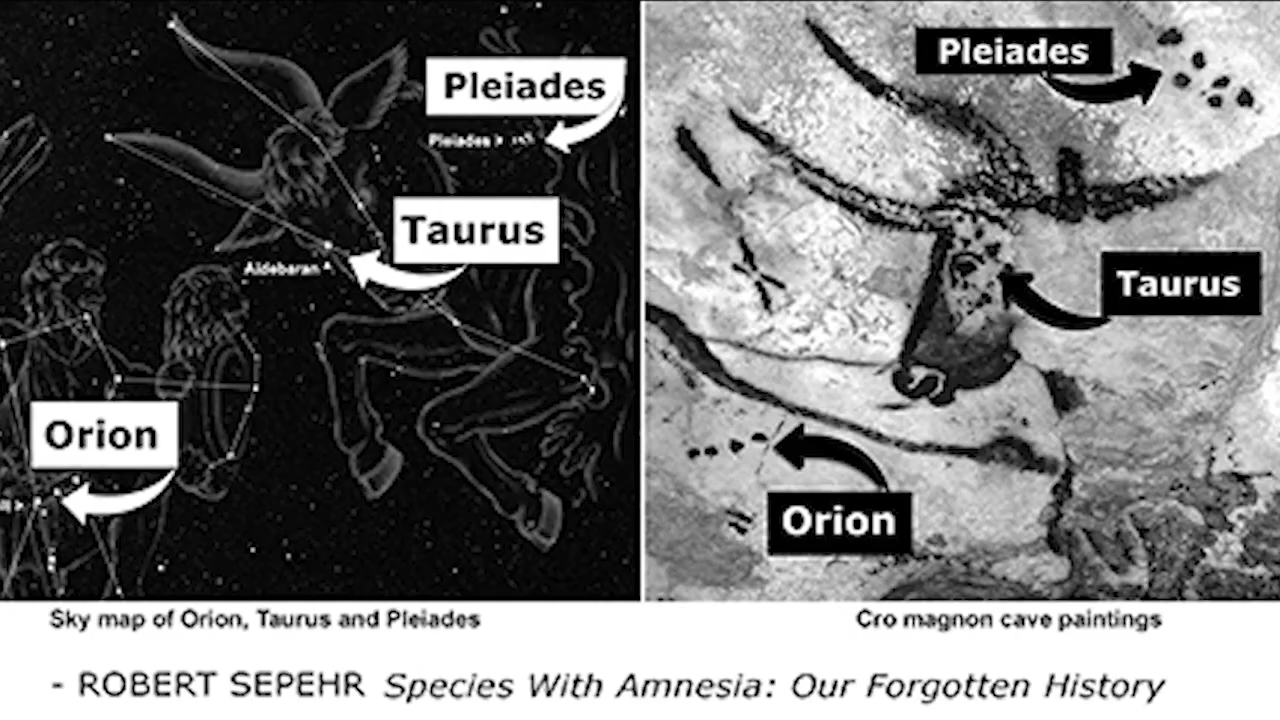 Pleiades
Pleiades
Taurus
Aldebaran
Orion
Pleiades
Taurus
Orion
Sky map of Orion, Taurus and Pleiades
Cro magnon cave paintings
- ROBERT SEPEHR Species With Amnesia: Our Forgotten History